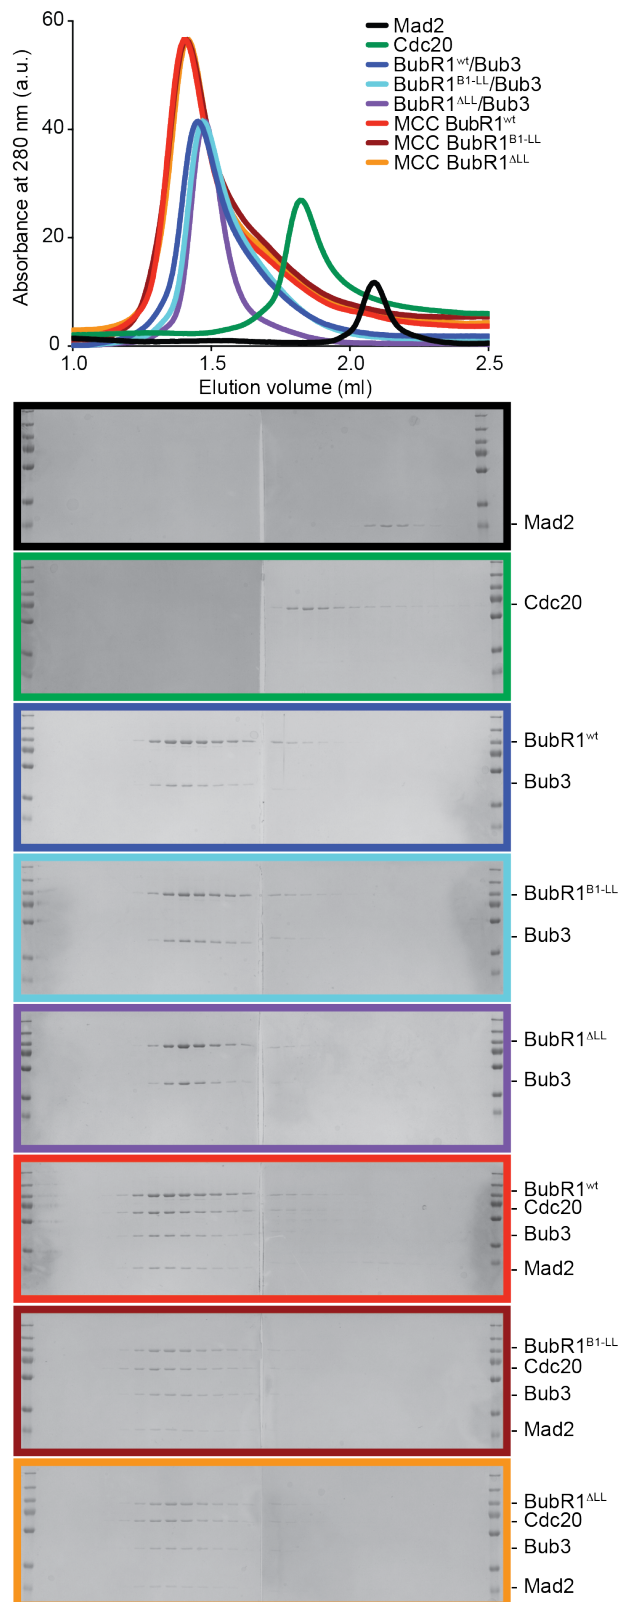 60
40
20
0
Absorbance at 280 nm (a.u.)
1.0 1.5 2.0 2.5
Elution volume (ml)
Mad2
Cdc20
BubR1wt/Bub3
BubR1B1-LL/Bub3
BubR1ΔLL/Bub3
MCC BubR1wt
MCC BubR1B1-LL
MCC BubR1ΔLL
Mad2
Cdc20
BubR1wt
Bub3
BubR1B1-LL
Bub3
BubR1ΔLL
Bub3
BubR1wt
Cdc20
Bub3
Mad2
BubR1B1-LL
Cdc20
Bub3
Mad2
BubR1ΔLL
Cdc20
Bub3
Mad2